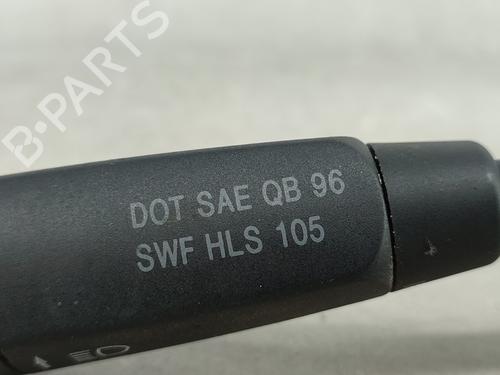 B-PARTS
DOT SAE QB 96
SWF HLS 105